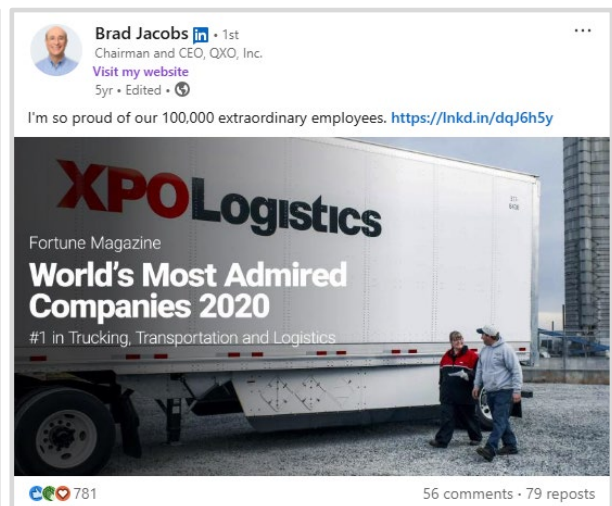 Brad Jacobs in • 1st
Chairman and CEO, QXO, Inc.
Visit my website
5yr • Edited •
I'm so proud of our 100,000 extraordinary employees. https://lnkd.in/dqJ6h5y
XPOLogistics
Fortune Magazine
World's Most Admired
Companies 2020
#1 in Trucking, Transportation and Logistics
781
56 comments • 79 reposts